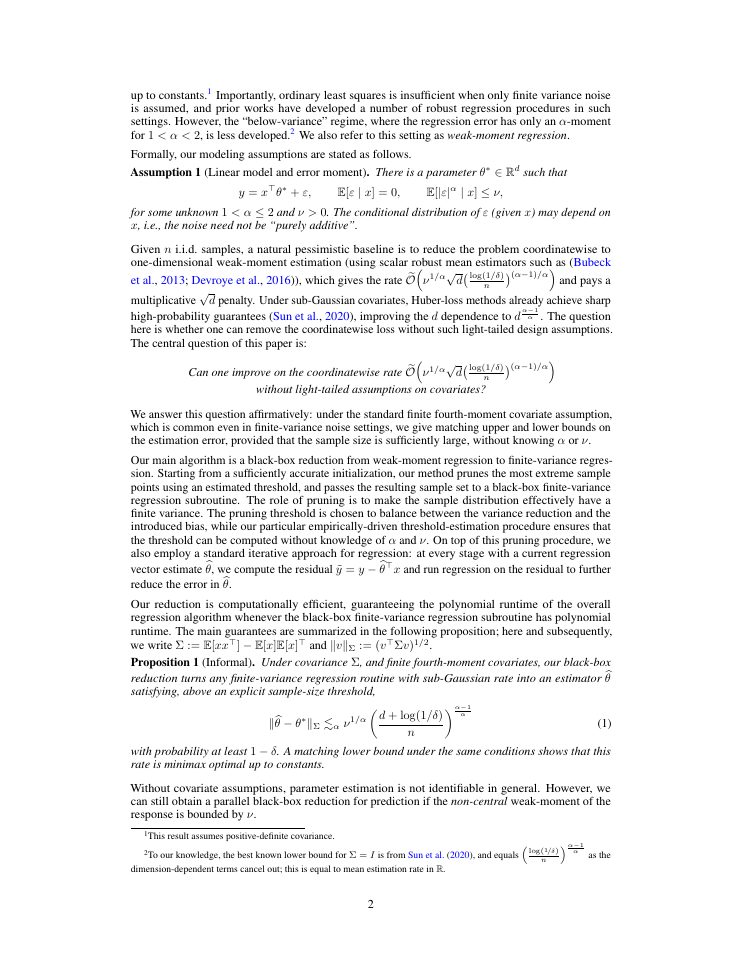 up to constants.¹ Importantly, ordinary least squares is insufficient when only finite variance noise
is assumed, and prior works have developed a number of robust regression procedures in such
settings. However, the “below-variance” regime, where the regression error has only an α-moment
for 1 < α < 2, is less developed.² We also refer to this setting as weak-moment regression.
Formally, our modeling assumptions are stated as follows.
Assumption 1 (Linear model and error moment). There is a parameter θ* ∈ ℝᵈ such that
y = x^⊤θ* + ε, 𝔼[ε | x] = 0, 𝔼[|ε|^α | x] ≤ ν,
for some unknown 1 < α ≤ 2 and ν > 0. The conditional distribution of ε (given x) may depend on
x, i.e., the noise need not be “purely additive”.
Given n i.i.d. samples, a natural pessimistic baseline is to reduce the problem coordinatewise to
one-dimensional weak-moment estimation (using scalar robust mean estimators such as (Bubeck
et al., 2013; Devroye et al., 2016)), which gives the rate Õ(ν^{1/α}√d(log(1/δ)/n)^{(α−1)/α}) and pays a
multiplicative √d penalty. Under sub-Gaussian covariates, Huber-loss methods already achieve sharp
high-probability guarantees (Sun et al., 2020), improving the d dependence to d^{(α−1)/α}. The question
here is whether one can remove the coordinatewise loss without such light-tailed design assumptions.
The central question of this paper is:
Can one improve on the coordinatewise rate Õ(ν^{1/α}√d(log(1/δ)/n)^{(α−1)/α})
without light-tailed assumptions on covariates?
We answer this question affirmatively: under the standard finite fourth-moment covariate assumption,
which is common even in finite-variance noise settings, we give matching upper and lower bounds on
the estimation error, provided that the sample size is sufficiently large, without knowing α or ν.
Our main algorithm is a black-box reduction from weak-moment regression to finite-variance regres-
sion. Starting from a sufficiently accurate initialization, our method prunes the most extreme sample
points using an estimated threshold, and passes the resulting sample set to a black-box finite-variance
regression subroutine. The role of pruning is to make the sample distribution effectively have a
finite variance. The pruning threshold is chosen to balance between the variance reduction and the
introduced bias, while our particular empirically-driven threshold-estimation procedure ensures that
the threshold can be computed without knowledge of α and ν. On top of this pruning procedure, we
also employ a standard iterative approach for regression: at every stage with a current regression
vector estimate θ̂, we compute the residual ỹ = y − θ̂^⊤x and run regression on the residual to further
reduce the error in θ̂.
Our reduction is computationally efficient, guaranteeing the polynomial runtime of the overall
regression algorithm whenever the black-box finite-variance regression subroutine has polynomial
runtime. The main guarantees are summarized in the following proposition; here and subsequently,
we write Σ := 𝔼[xx^⊤] − 𝔼[x]𝔼[x]^⊤ and ‖v‖_Σ := (v^⊤Σv)^{1/2}.
Proposition 1 (Informal). Under covariance Σ, and finite fourth-moment covariates, our black-box
reduction turns any finite-variance regression routine with sub-Gaussian rate into an estimator θ̂
satisfying, above an explicit sample-size threshold,
‖θ̂ − θ*‖_Σ ≲_α ν^{1/α} ((d + log(1/δ))/n)^{(α−1)/α} (1)
with probability at least 1 − δ. A matching lower bound under the same conditions shows that this
rate is minimax optimal up to constants.
Without covariate assumptions, parameter estimation is not identifiable in general. However, we
can still obtain a parallel black-box reduction for prediction if the non-central weak-moment of the
response is bounded by ν.
¹This result assumes positive-definite covariance.
²To our knowledge, the best known lower bound for Σ = I is from Sun et al. (2020), and equals (log(1/δ)/n)^{(α−1)/α} as the
dimension-dependent terms cancel out; this is equal to mean estimation rate in ℝ.
2